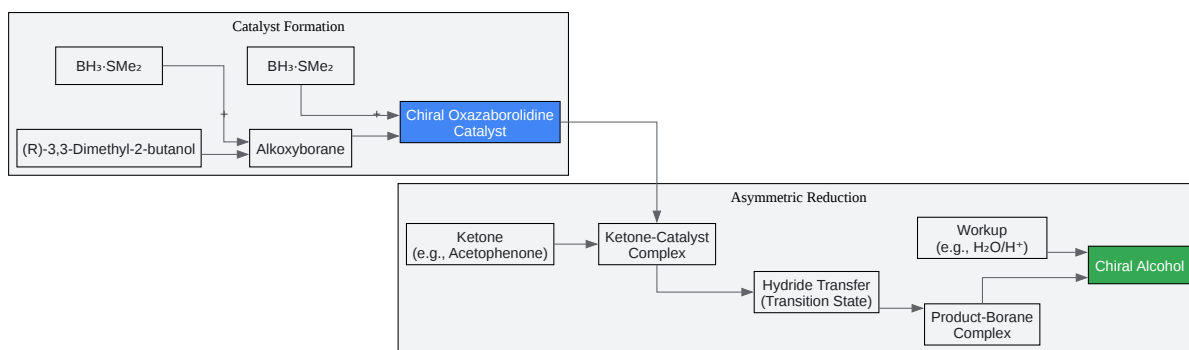 Catalyst Formation
BH₃·SMe₂
BH₃·SMe₂
+
+
Chiral Oxazaborolidine
Catalyst
(R)-3,3-Dimethyl-2-butanol
Alkoxyborane
Asymmetric Reduction
Ketone
(e.g., Acetophenone)
Ketone-Catalyst
Complex
Workup
(e.g., H₂O/H⁺)
Chiral Alcohol
Hydride Transfer
(Transition State)
Product-Borane
Complex